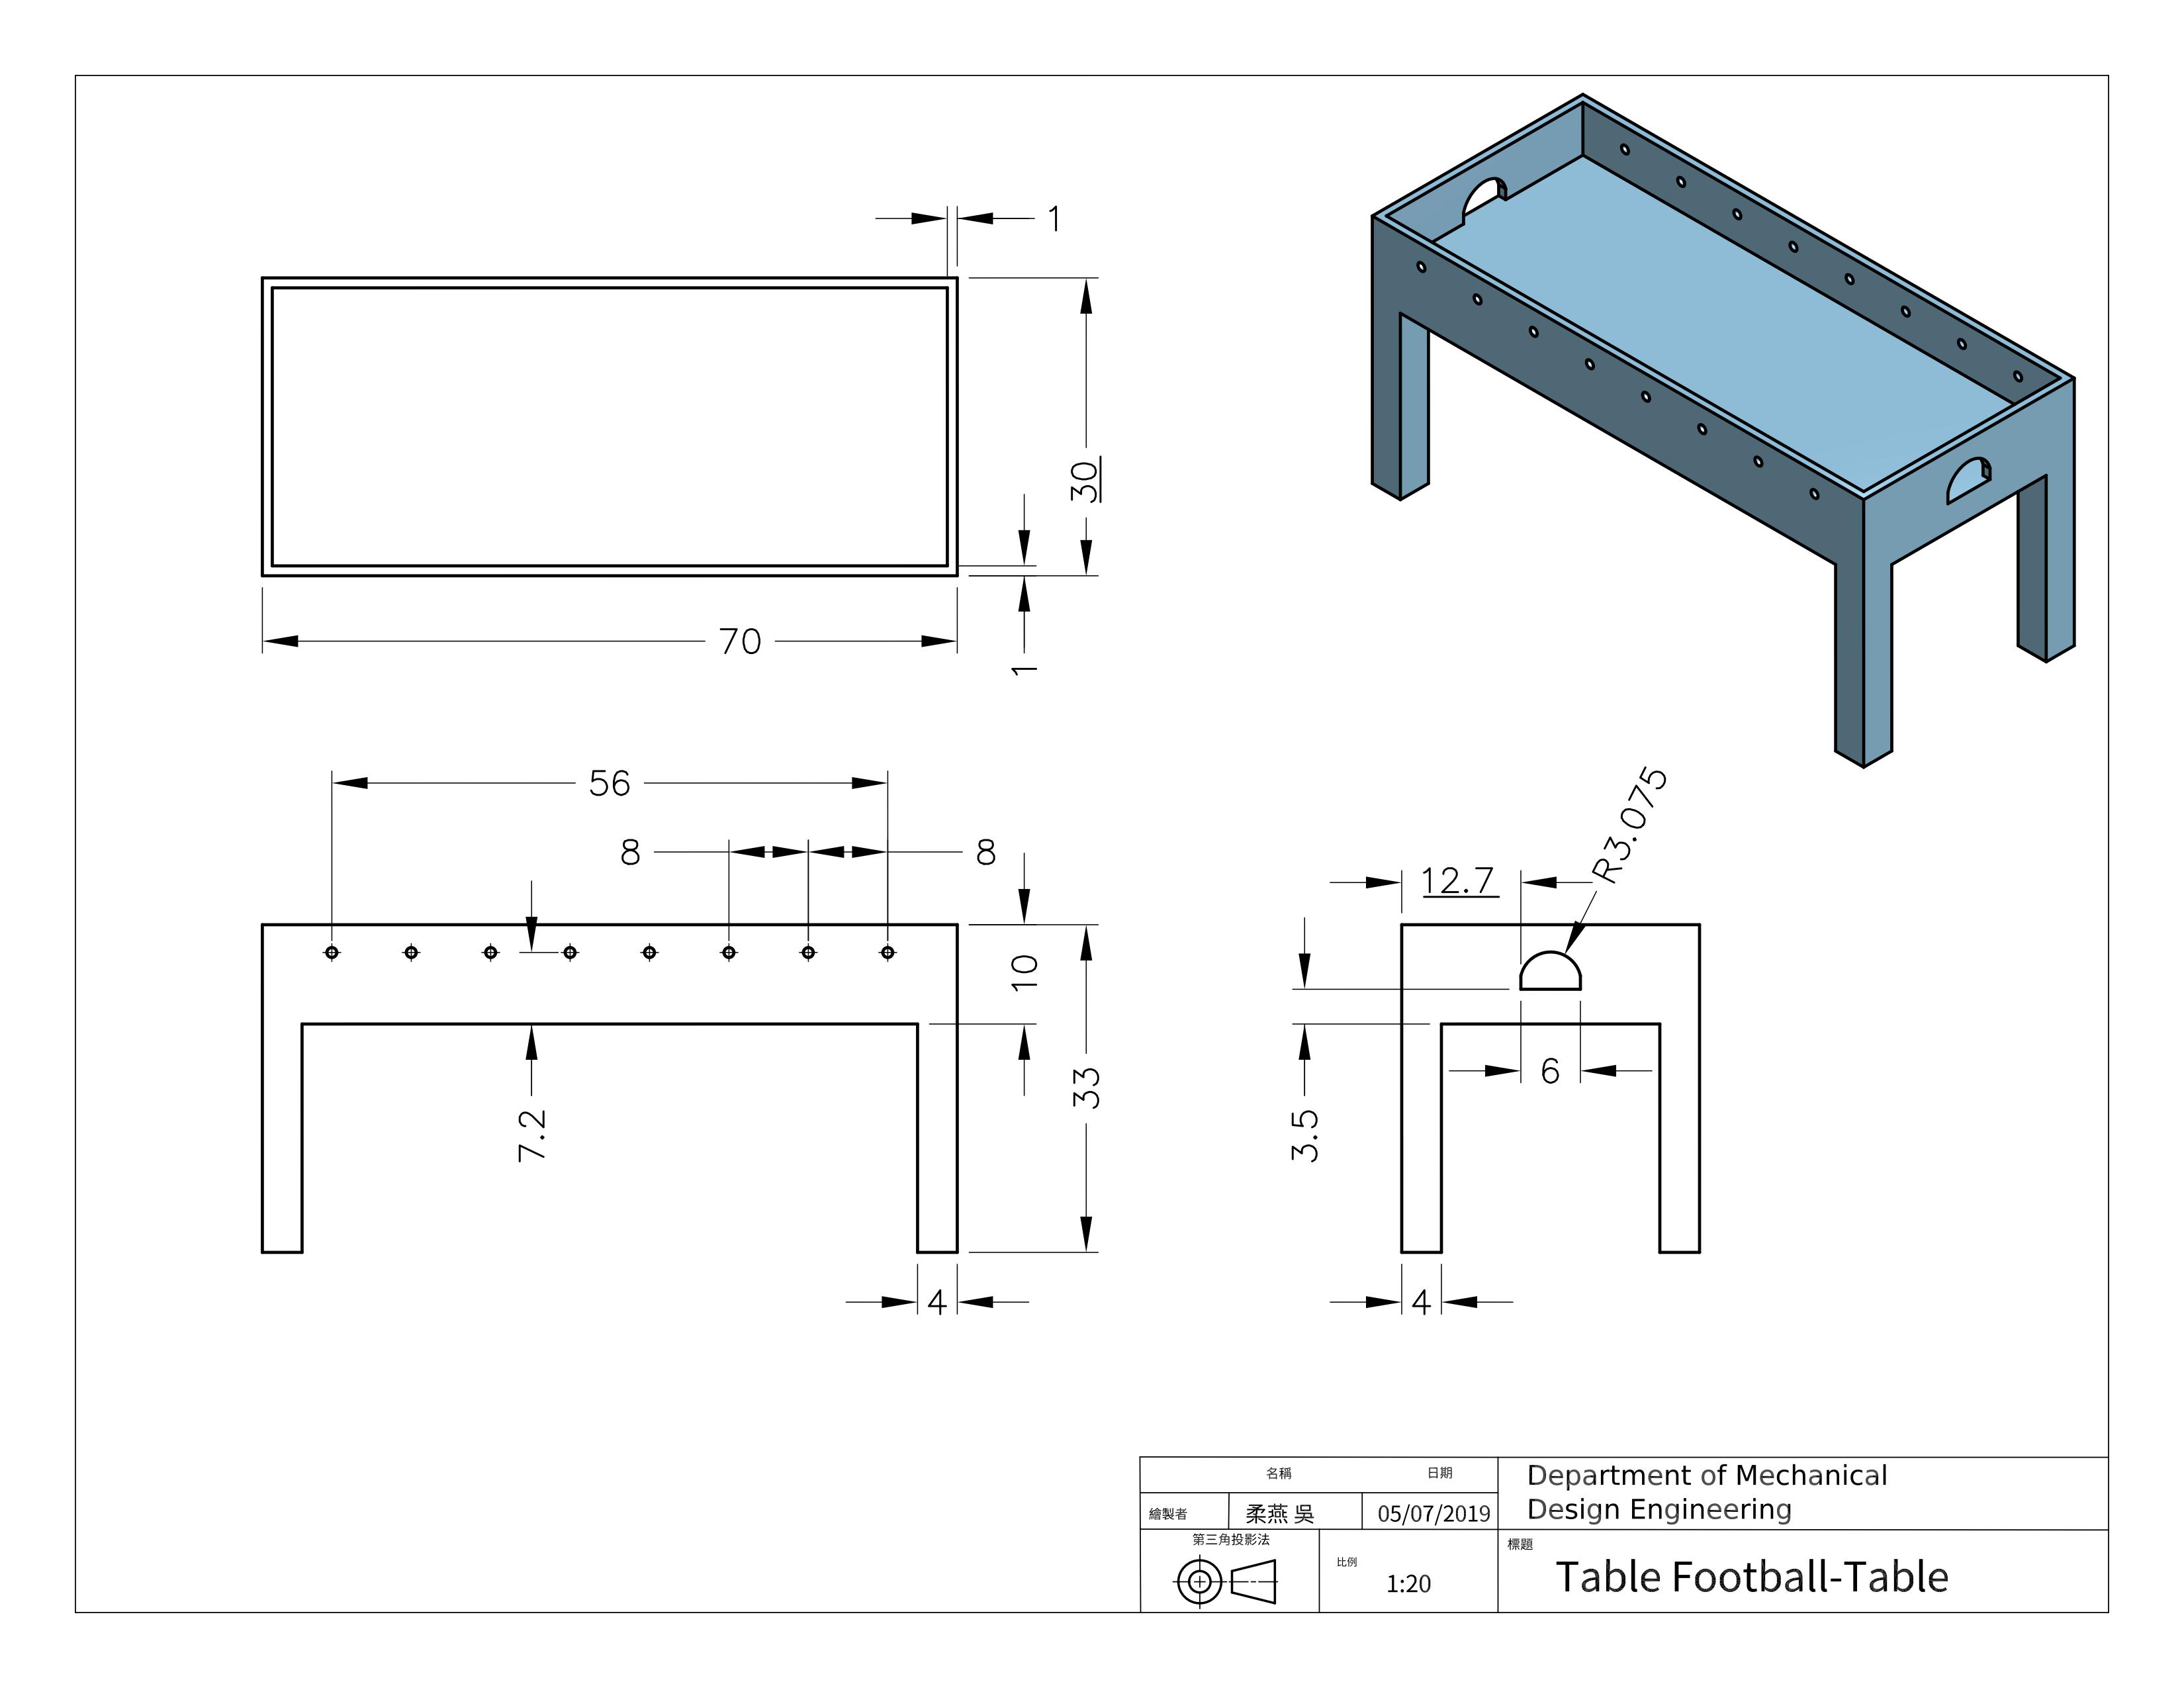 1
30
70
1
56
8
8
10
33
7.2
4
R3.075
12.7
3.5
6
4
名稱
日期
繪製者
柔燕 吳
05/07/2019
第三角投影法
比例
1:20
Department of Mechanical
Design Engineering
標題
Table Football-Table